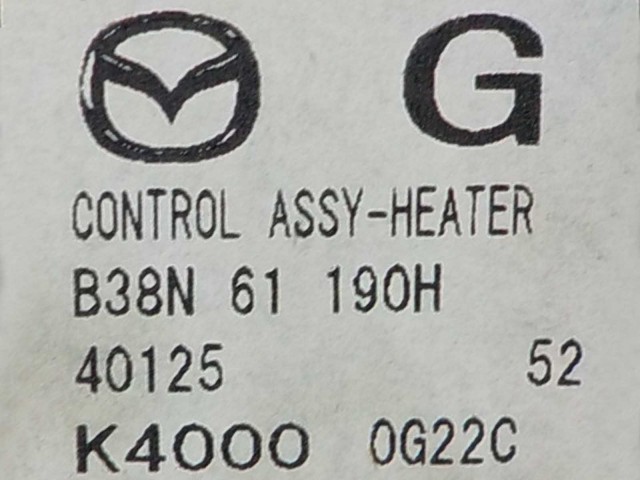 G
CONTROL ASSY-HEATER
B38N 61 190H
40125 52
K4000 0G22C